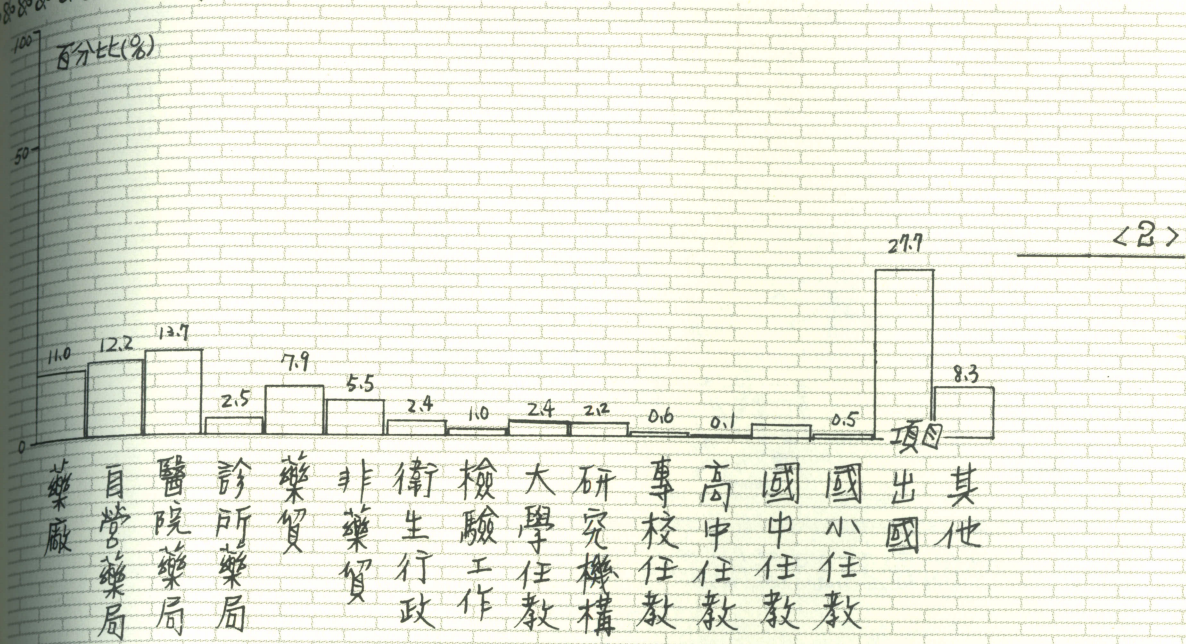 100
百分比(%)
50
0
<2>
11.0
12.2
13.7
2.5
7.9
5.5
2.4
1.0
2.4
2.2
0.6
0.1
0.5
27.7
8.3
項目
藥廠
自營藥局
醫院藥局
診所藥局
藥貿
非藥貿
衛生行政
檢驗工作
大學任教
研究機構
專校任教
高中任教
國中任教
國小任教
出國
其他